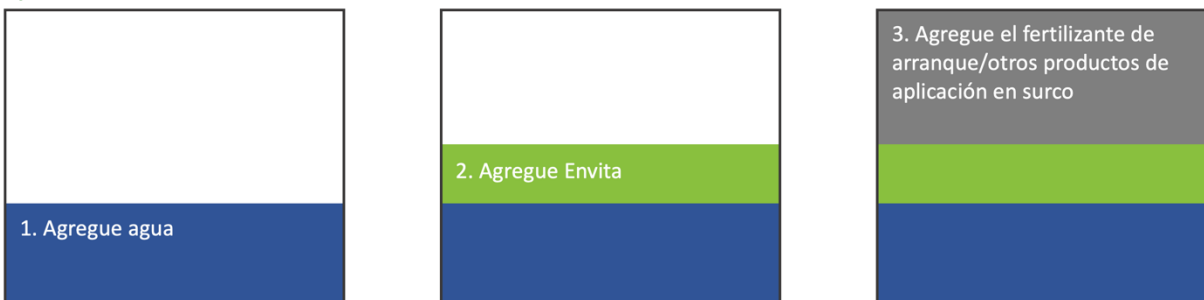 1. Agregue agua
2. Agregue Envita
3. Agregue el fertilizante de
arranque/otros productos de
aplicación en surco